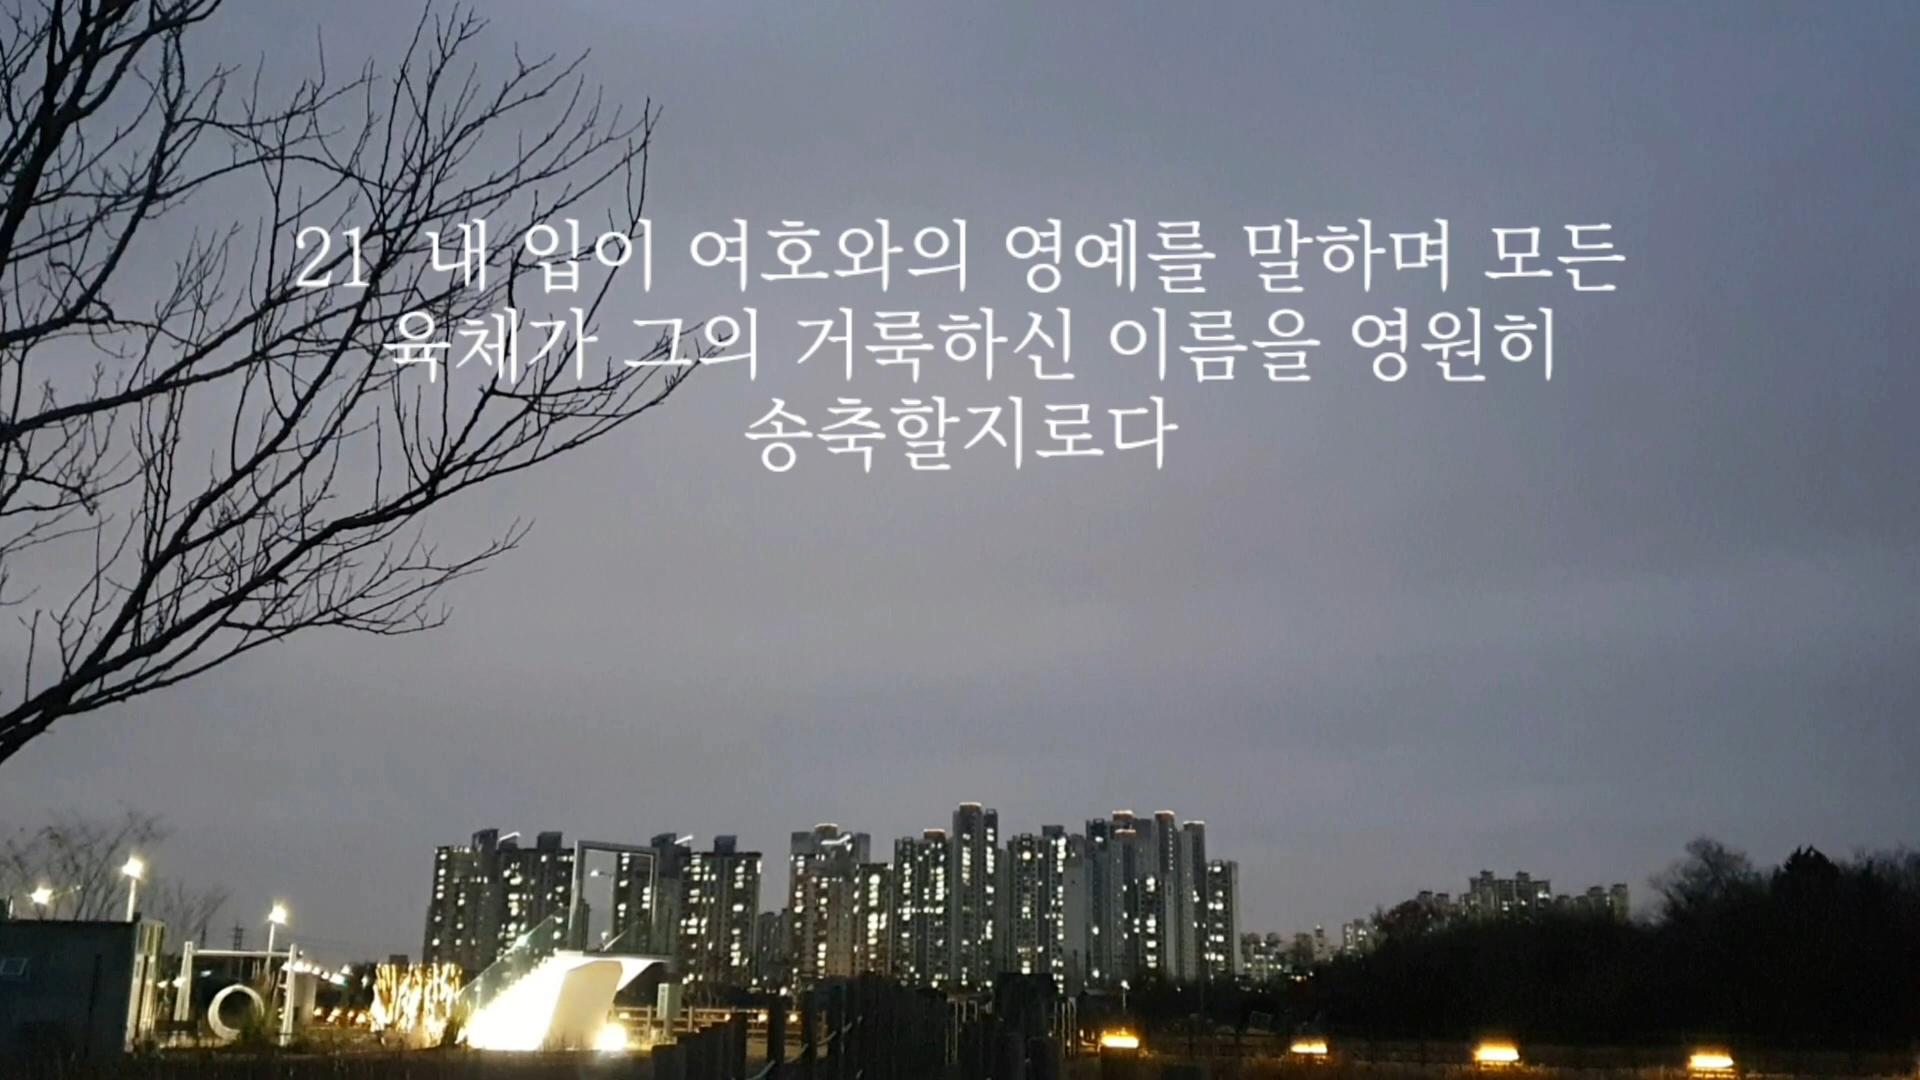 21 내 입이 여호와의 영예를 말하며 모든
육체가 그의 거룩하신 이름을 영원히
송축할지로다